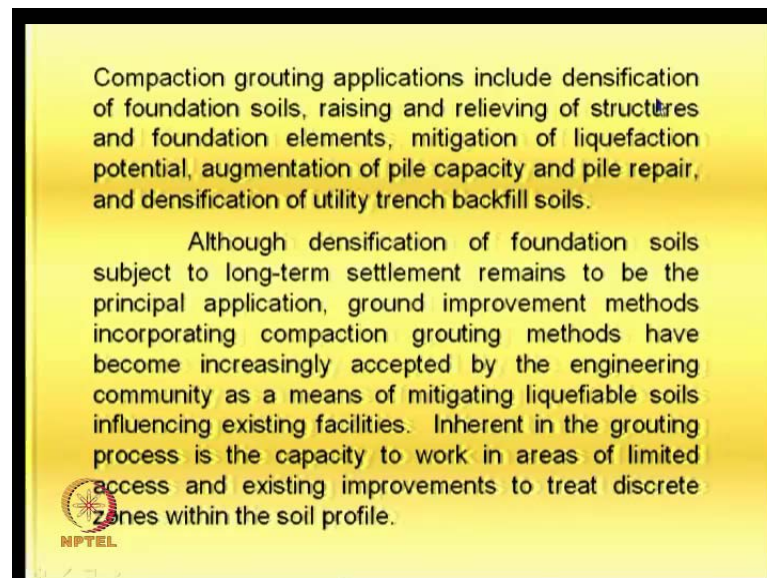 Compaction grouting applications include densification
of foundation soils, raising and relieving of structures
and foundation elements, mitigation of liquefaction
potential, augmentation of pile capacity and pile repair,
and densification of utility trench backfill soils.
Although densification of foundation soils
subject to long-term settlement remains to be the
principal application, ground improvement methods
incorporating compaction grouting methods have
become increasingly accepted by the engineering
community as a means of mitigating liquefiable soils
influencing existing facilities. Inherent in the grouting
process is the capacity to work in areas of limited
access and existing improvements to treat discrete
zones within the soil profile.
NPTEL